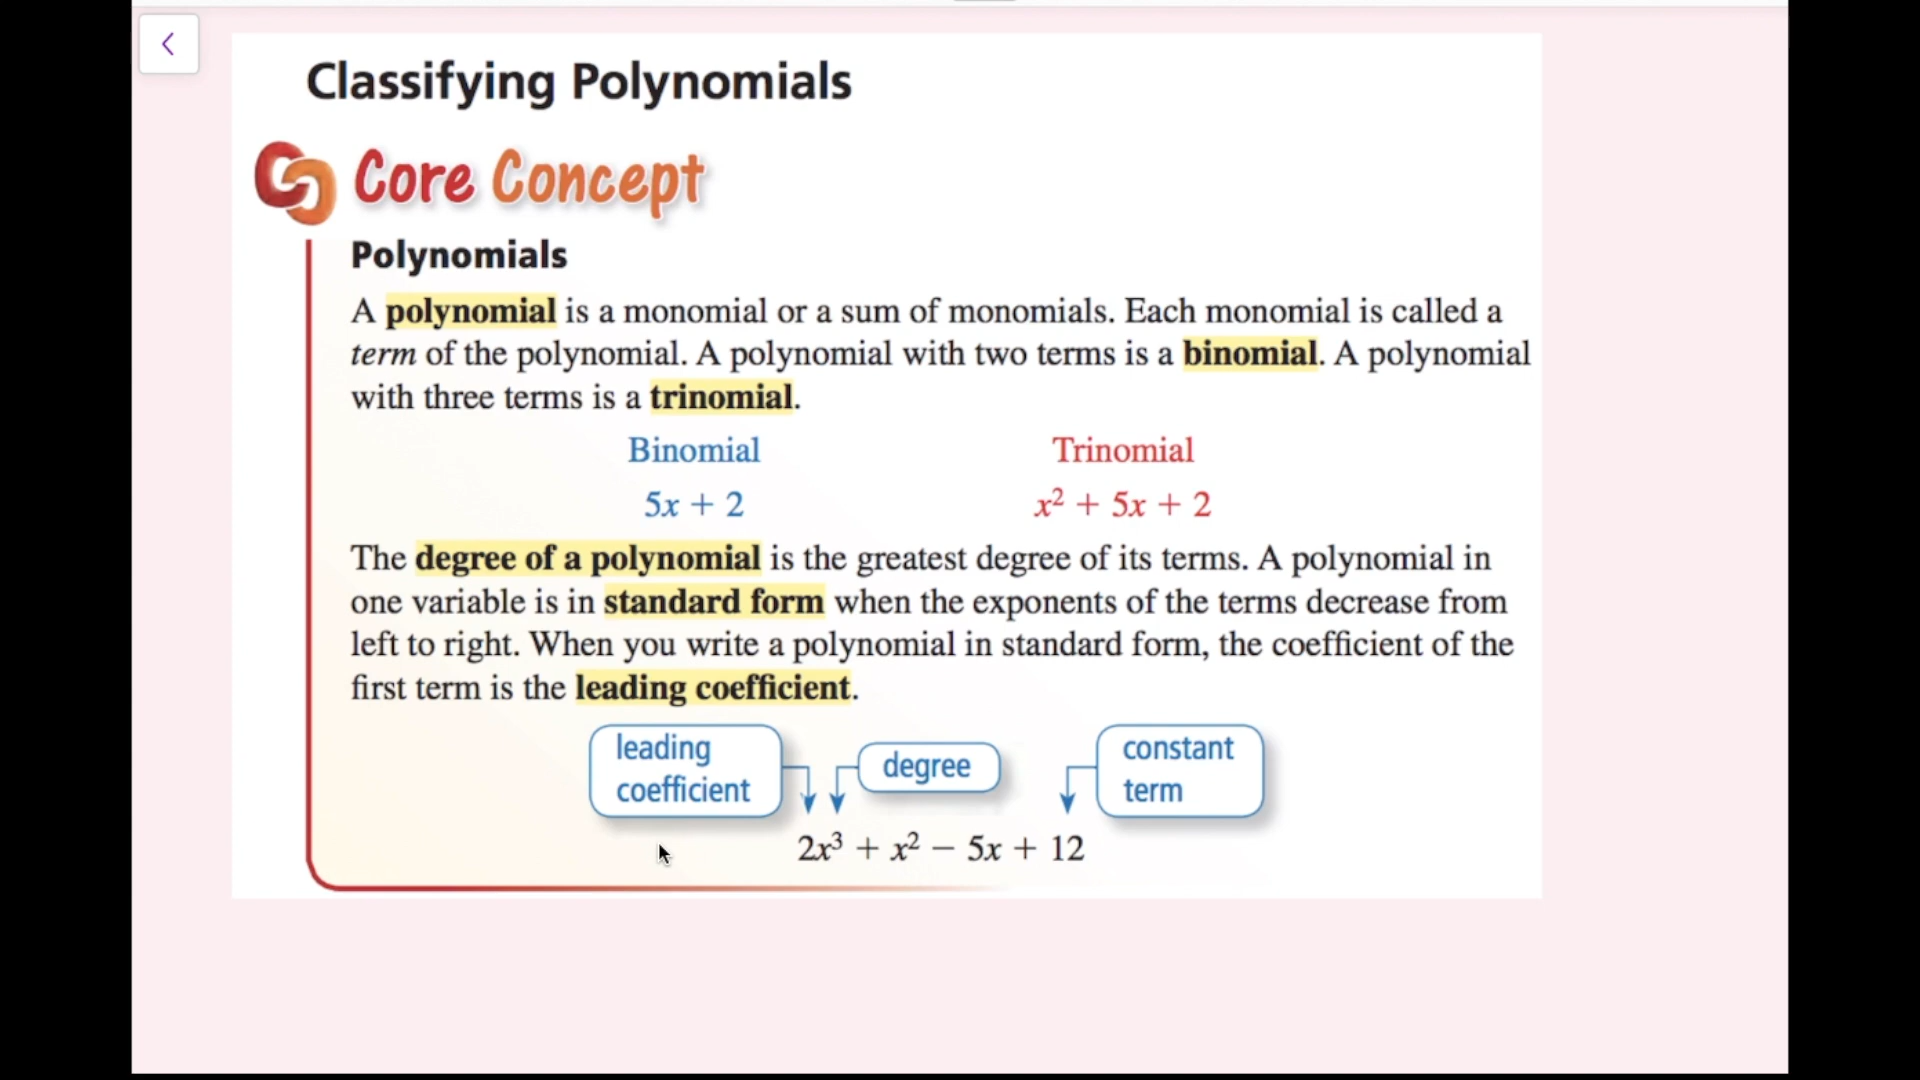 Classifying Polynomials
Core Concept
Polynomials
A polynomial is a monomial or a sum of monomials. Each monomial is called a
term of the polynomial. A polynomial with two terms is a binomial. A polynomial
with three terms is a trinomial.
Binomial Trinomial
5x + 2 x² + 5x + 2
The degree of a polynomial is the greatest degree of its terms. A polynomial in
one variable is in standard form when the exponents of the terms decrease from
left to right. When you write a polynomial in standard form, the coefficient of the
first term is the leading coefficient.
leading
coefficient
degree
constant
term
2x³ + x² − 5x + 12